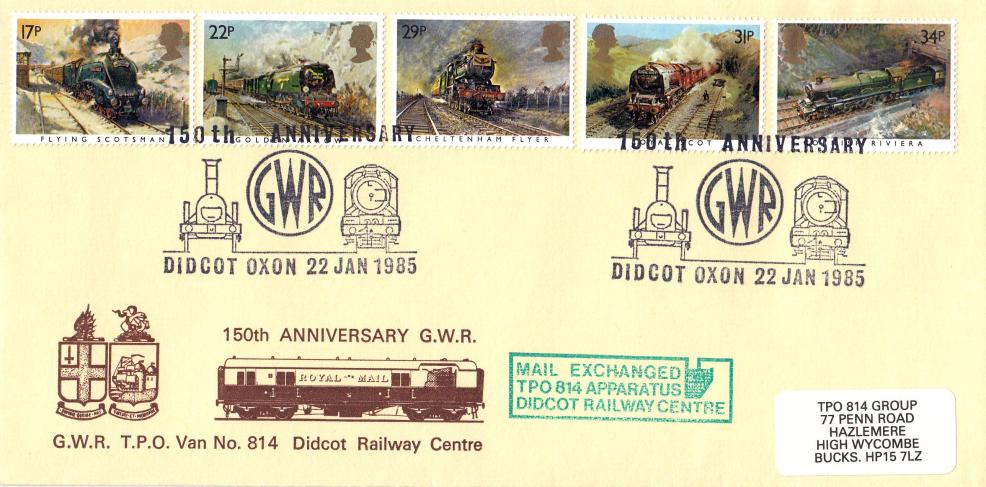 17P
22P
29P
31P
34P
FLYING SCOTSMAN
GOLD
CHELTENHAM FLYER
RIVIERA
150th ANNIVERSARY
GWR
DIDCOT OXON 22 JAN 1985
150th ANNIVERSARY
GWR
DIDCOT OXON 22 JAN 1985
150th ANNIVERSARY G.W.R.
ROYAL MAIL
G.W.R. T.P.O. Van No. 814 Didcot Railway Centre
MAIL EXCHANGED
TPO 814 APPARATUS
DIDCOT RAILWAY CENTRE
TPO 814 GROUP
77 PENN ROAD
HAZLEMERE
HIGH WYCOMBE
BUCKS. HP15 7LZ